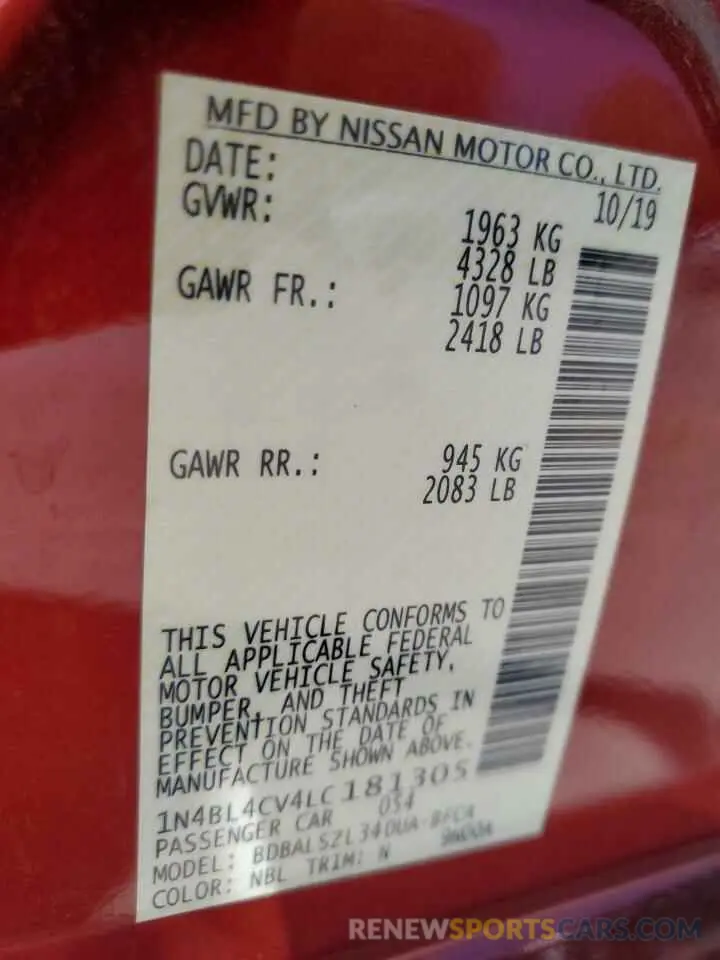 MFD BY NISSAN MOTOR CO., LTD.
DATE: 10/19
GVWR: 1963 KG
4328 LB
GAWR FR.: 1097 KG
2418 LB
GAWR RR.: 945 KG
2083 LB
THIS VEHICLE CONFORMS TO
ALL APPLICABLE FEDERAL
MOTOR VEHICLE SAFETY,
BUMPER, AND THEFT
PREVENTION STANDARDS IN
EFFECT ON THE DATE OF
MANUFACTURE SHOWN ABOVE.
1N4BL4CV4LC181305
PASSENGER CAR 054
MODEL: BDBALSZL340UA-BFCA
COLOR: NBL TRIM: N
RENEWSPORTSCARS.COM